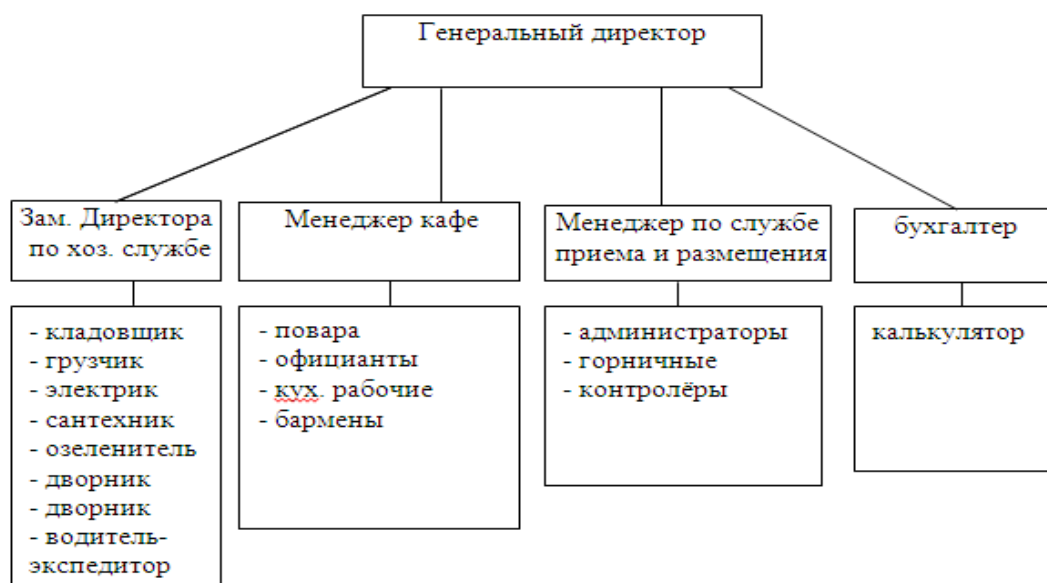 Генеральный директор
Зам. Директора
по хоз. службе
Менеджер кафе
Менеджер по службе
приема и размещения
бухгалтер
- кладовщик
- грузчик
- электрик
- сантехник
- озеленитель
- дворник
- дворник
- водитель-
экспедитор
- повара
- официанты
- кух. рабочие
- бармены
- администраторы
- горничные
- контролёры
калькулятор